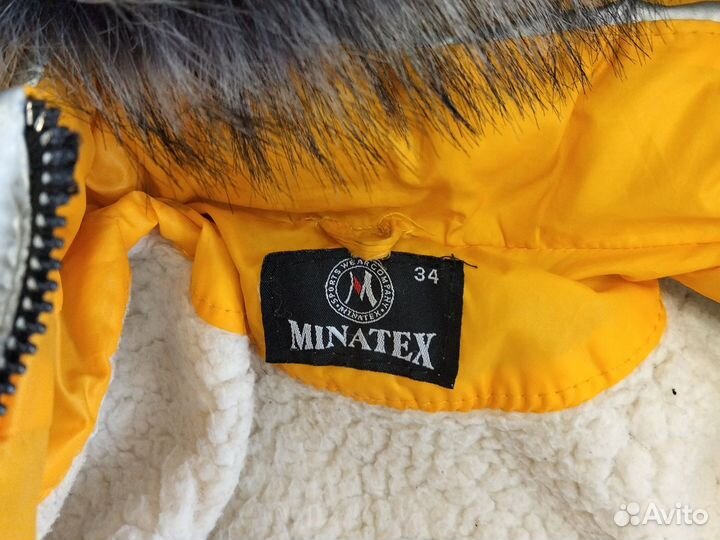 SPORTS WEAR COMPANY
M
•MINATEX•
34
MINATEX
Avito